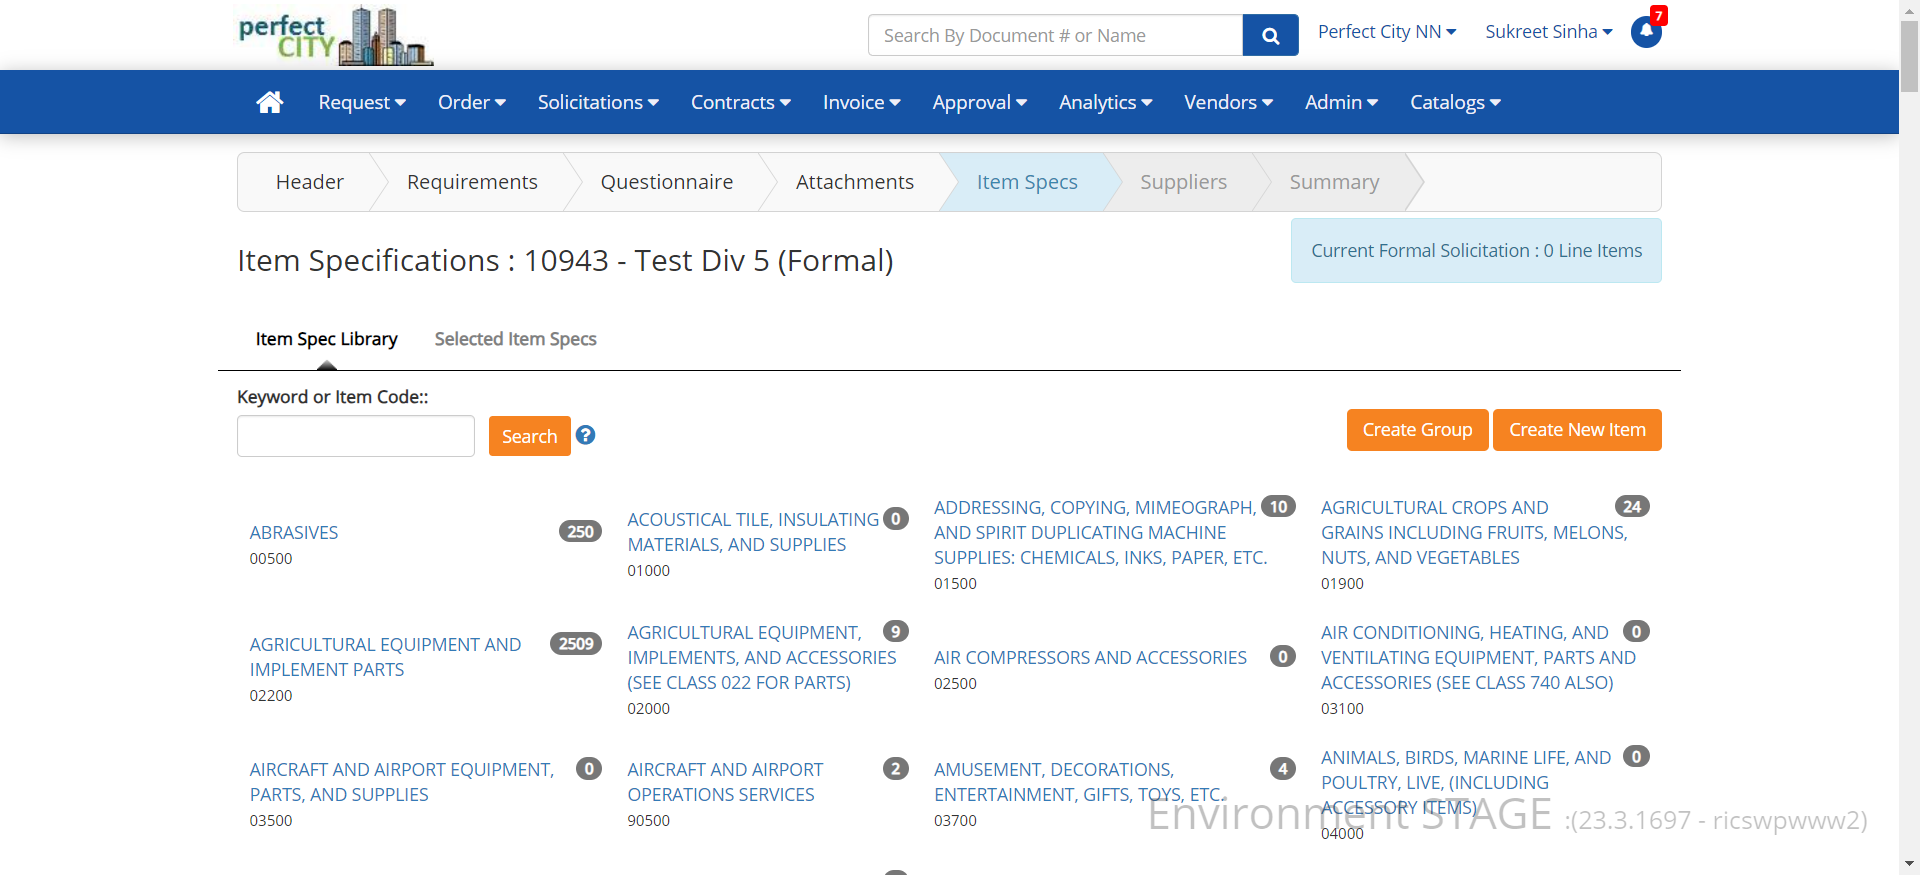 perfect
CITY
Search By Document # or Name
Perfect City NN
Sukreet Sinha
7
Request
Order
Solicitations
Contracts
Invoice
Approval
Analytics
Vendors
Admin
Catalogs
Header
Requirements
Questionnaire
Attachments
Item Specs
Suppliers
Summary
Item Specifications : 10943 - Test Div 5 (Formal)
Current Formal Solicitation : 0 Line Items
Item Spec Library
Selected Item Specs
Keyword or Item Code::
Search
?
Create Group
Create New Item
ABRASIVES
250
00500
ACOUSTICAL TILE, INSULATING
0
MATERIALS, AND SUPPLIES
01000
ADDRESSING, COPYING, MIMEOGRAPH,
10
AND SPIRIT DUPLICATING MACHINE
SUPPLIES: CHEMICALS, INKS, PAPER, ETC.
01500
AGRICULTURAL CROPS AND
24
GRAINS INCLUDING FRUITS, MELONS,
NUTS, AND VEGETABLES
01900
AGRICULTURAL EQUIPMENT AND
2509
IMPLEMENT PARTS
02200
AGRICULTURAL EQUIPMENT,
9
IMPLEMENTS, AND ACCESSORIES
(SEE CLASS 022 FOR PARTS)
02000
AIR COMPRESSORS AND ACCESSORIES
0
02500
AIR CONDITIONING, HEATING, AND
0
VENTILATING EQUIPMENT, PARTS AND
ACCESSORIES (SEE CLASS 740 ALSO)
03100
AIRCRAFT AND AIRPORT EQUIPMENT,
0
PARTS, AND SUPPLIES
03500
AIRCRAFT AND AIRPORT
2
OPERATIONS SERVICES
90500
AMUSEMENT, DECORATIONS,
4
ENTERTAINMENT, GIFTS, TOYS, ETC.
03700
ANIMALS, BIRDS, MARINE LIFE, AND
0
POULTRY, LIVE, (INCLUDING
ACCESSORY ITEMS)
04000
Environment STAGE :(23.3.1697 - ricswpwww2)